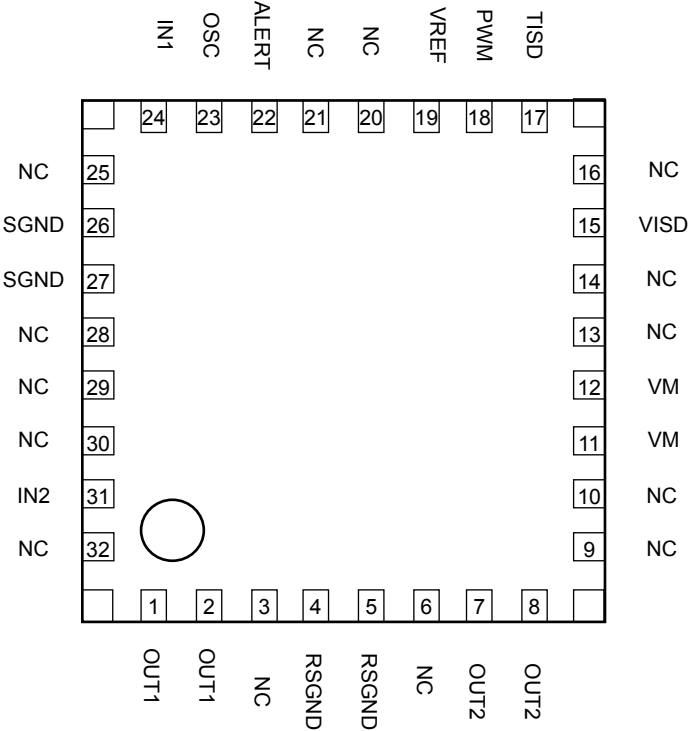 IN1 OSC ALERT NC NC VREF PWM TISD
24 23 22 21 20 19 18 17
NC 25 16 NC
SGND 26 15 VISD
SGND 27 14 NC
NC 28 13 NC
NC 29 12 VM
NC 30 11 VM
IN2 31 10 NC
NC 32 9 NC
1 2 3 4 5 6 7 8
OUT1 OUT1 NC RSGND RSGND NC OUT2 OUT2